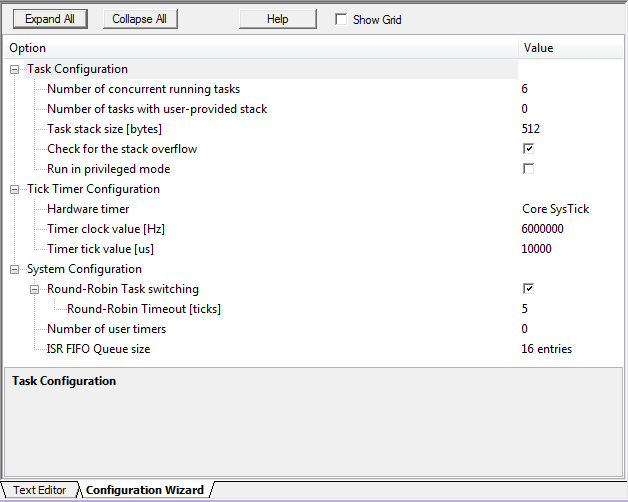 Expand All Collapse All Help Show Grid
Option Value
Task Configuration
Number of concurrent running tasks 6
Number of tasks with user-provided stack 0
Task stack size [bytes] 512
Check for the stack overflow
Run in privileged mode
Tick Timer Configuration
Hardware timer Core SysTick
Timer clock value [Hz] 6000000
Timer tick value [us] 10000
System Configuration
Round-Robin Task switching
Round-Robin Timeout [ticks] 5
Number of user timers 0
ISR FIFO Queue size 16 entries
Task Configuration
Text Editor Configuration Wizard